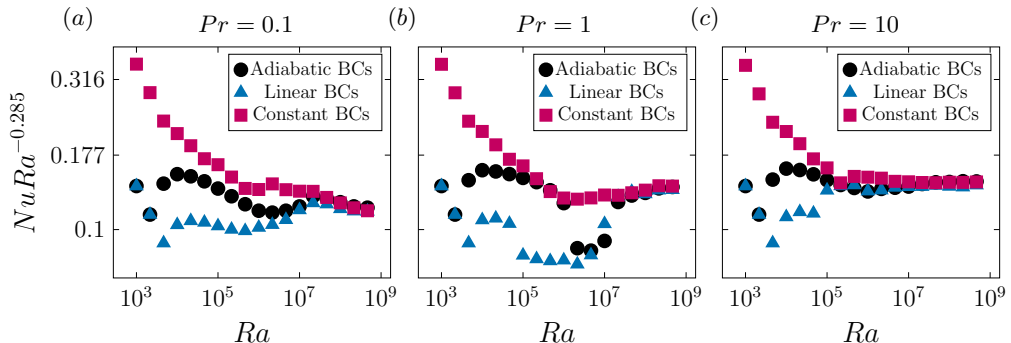 (a) Pr = 0.1
(b) Pr = 1
(c) Pr = 10
NuRa^{-0.285}
0.316
0.177
0.1
Adiabatic BCs
Linear BCs
Constant BCs
10^3 10^5 10^7 10^9
Ra
Adiabatic BCs
Linear BCs
Constant BCs
10^3 10^5 10^7 10^9
Ra
Adiabatic BCs
Linear BCs
Constant BCs
10^3 10^5 10^7 10^9
Ra